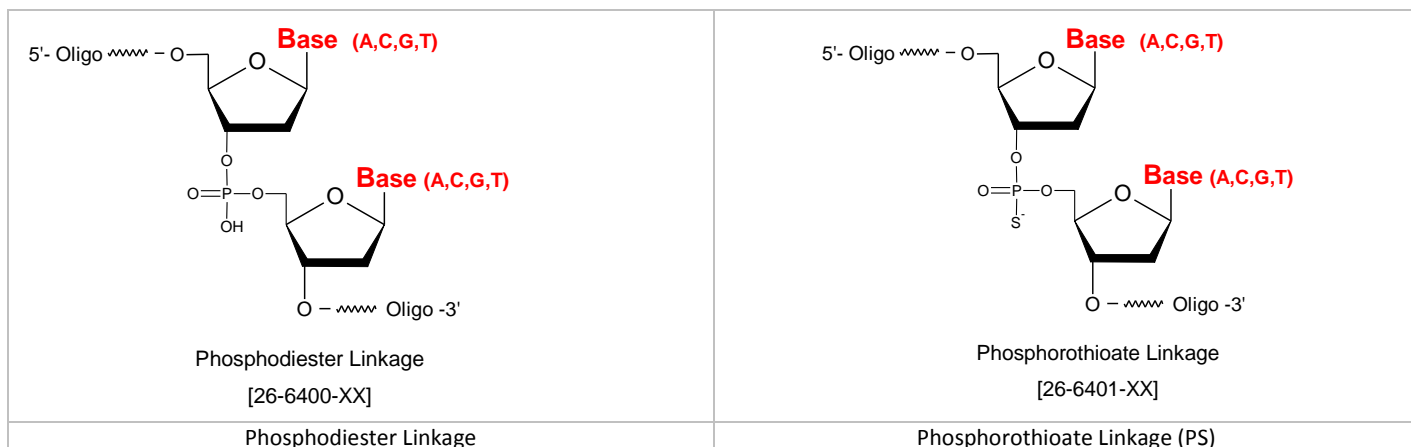 Base (A,C,G,T)
5'- Oligo – O
O
O
Base (A,C,G,T)
O=P–O
O
OH
O – Oligo -3'
Phosphodiester Linkage
[26-6400-XX]
Phosphodiester Linkage
Base (A,C,G,T)
5'- Oligo – O
O
O
Base (A,C,G,T)
O=P–O
O
S-
O – Oligo -3'
Phosphorothioate Linkage
[26-6401-XX]
Phosphorothioate Linkage (PS)